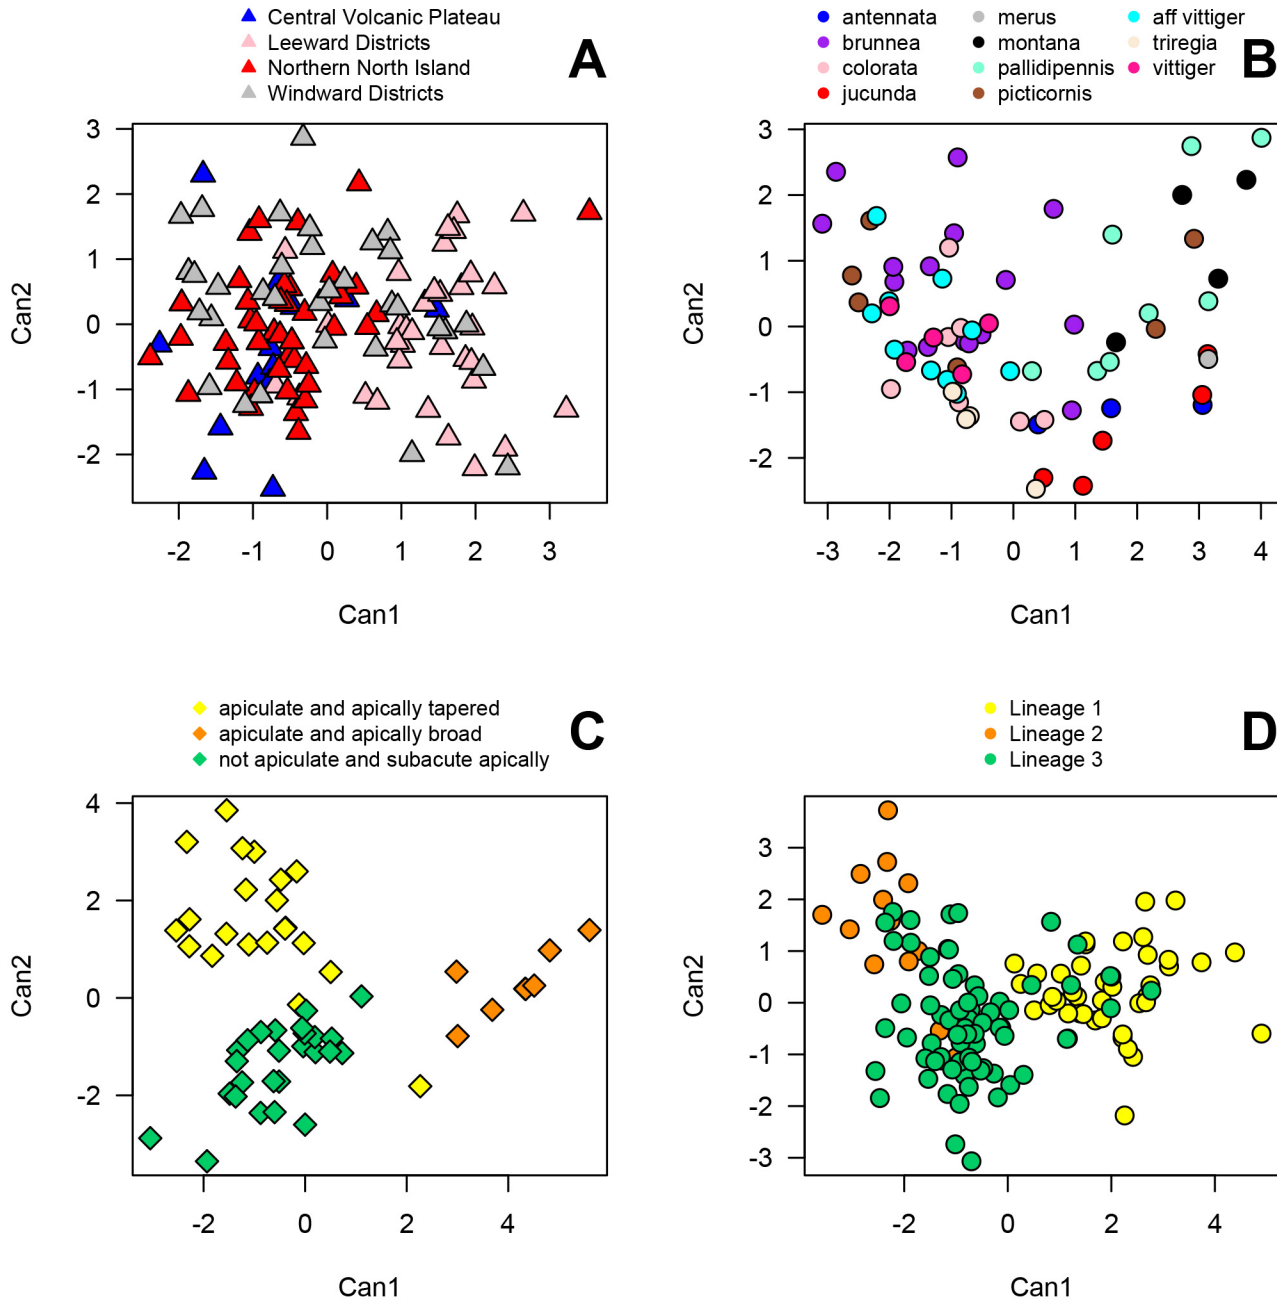 Central Volcanic Plateau
Leeward Districts
Northern North Island
Windward Districts
A
3
2
1
0
-1
-2
Can2
-2 -1 0 1 2 3
Can1
antennata merus aff vittiger
brunnea montana triregia
colorata pallidipennis vittiger
jucunda picticornis
B
3
2
1
0
-1
-2
Can2
-3 -2 -1 0 1 2 3 4
Can1
apiculate and apically tapered
apiculate and apically broad
not apiculate and subacute apically
C
4
2
0
-2
Can2
-2 0 2 4
Can1
Lineage 1
Lineage 2
Lineage 3
D
3
2
1
0
-1
-2
-3
Can2
-2 0 2 4
Can1